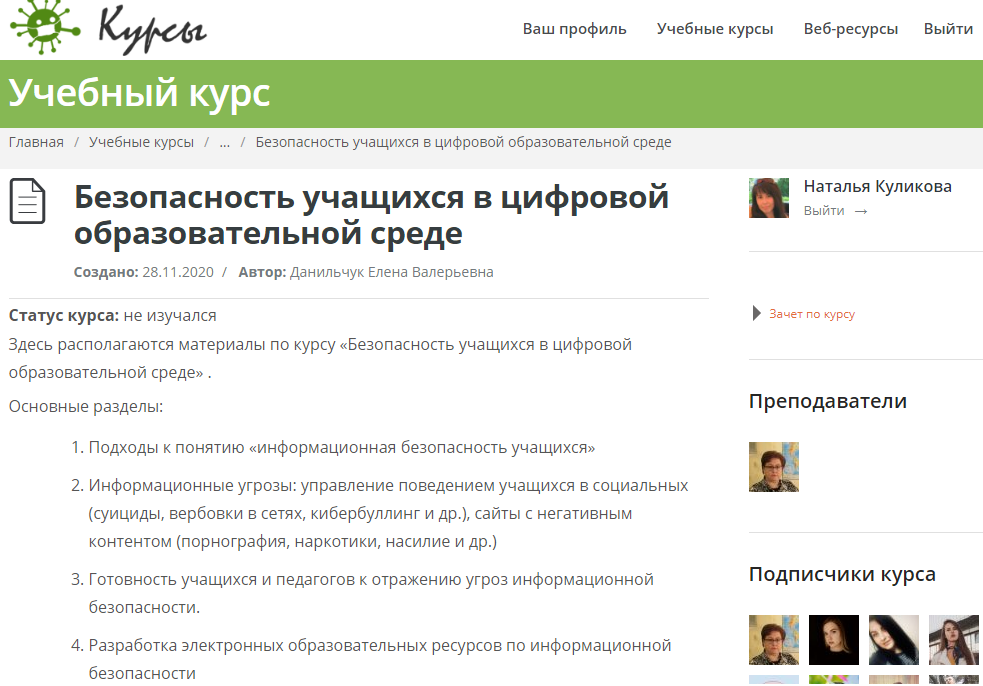 Курсы
Ваш профиль Учебные курсы Веб-ресурсы Выйти
Учебный курс
Главная / Учебные курсы / ... / Безопасность учащихся в цифровой образовательной среде
Безопасность учащихся в цифровой
образовательной среде
Создано: 28.11.2020 / Автор: Данильчук Елена Валерьевна
Статус курса: не изучался
Здесь располагаются материалы по курсу «Безопасность учащихся в цифровой
образовательной среде» .
Основные разделы:
1. Подходы к понятию «информационная безопасность учащихся»
2. Информационные угрозы: управление поведением учащихся в социальных
(суициды, вербовки в сетях, кибербуллинг и др.), сайты с негативным
контентом (порнография, наркотики, насилие и др.)
3. Готовность учащихся и педагогов к отражению угроз информационной
безопасности.
4. Разработка электронных образовательных ресурсов по информационной
безопасности
Наталья Куликова
Выйти →
Зачет по курсу
Преподаватели
Подписчики курса